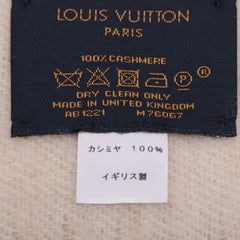 LOUIS VUITTON
PARIS
100% CASHMERE
DRY CLEAN ONLY
MADE IN UNITED KINGDOM
AB1221 M76067
カシミヤ 100%
イギリス製